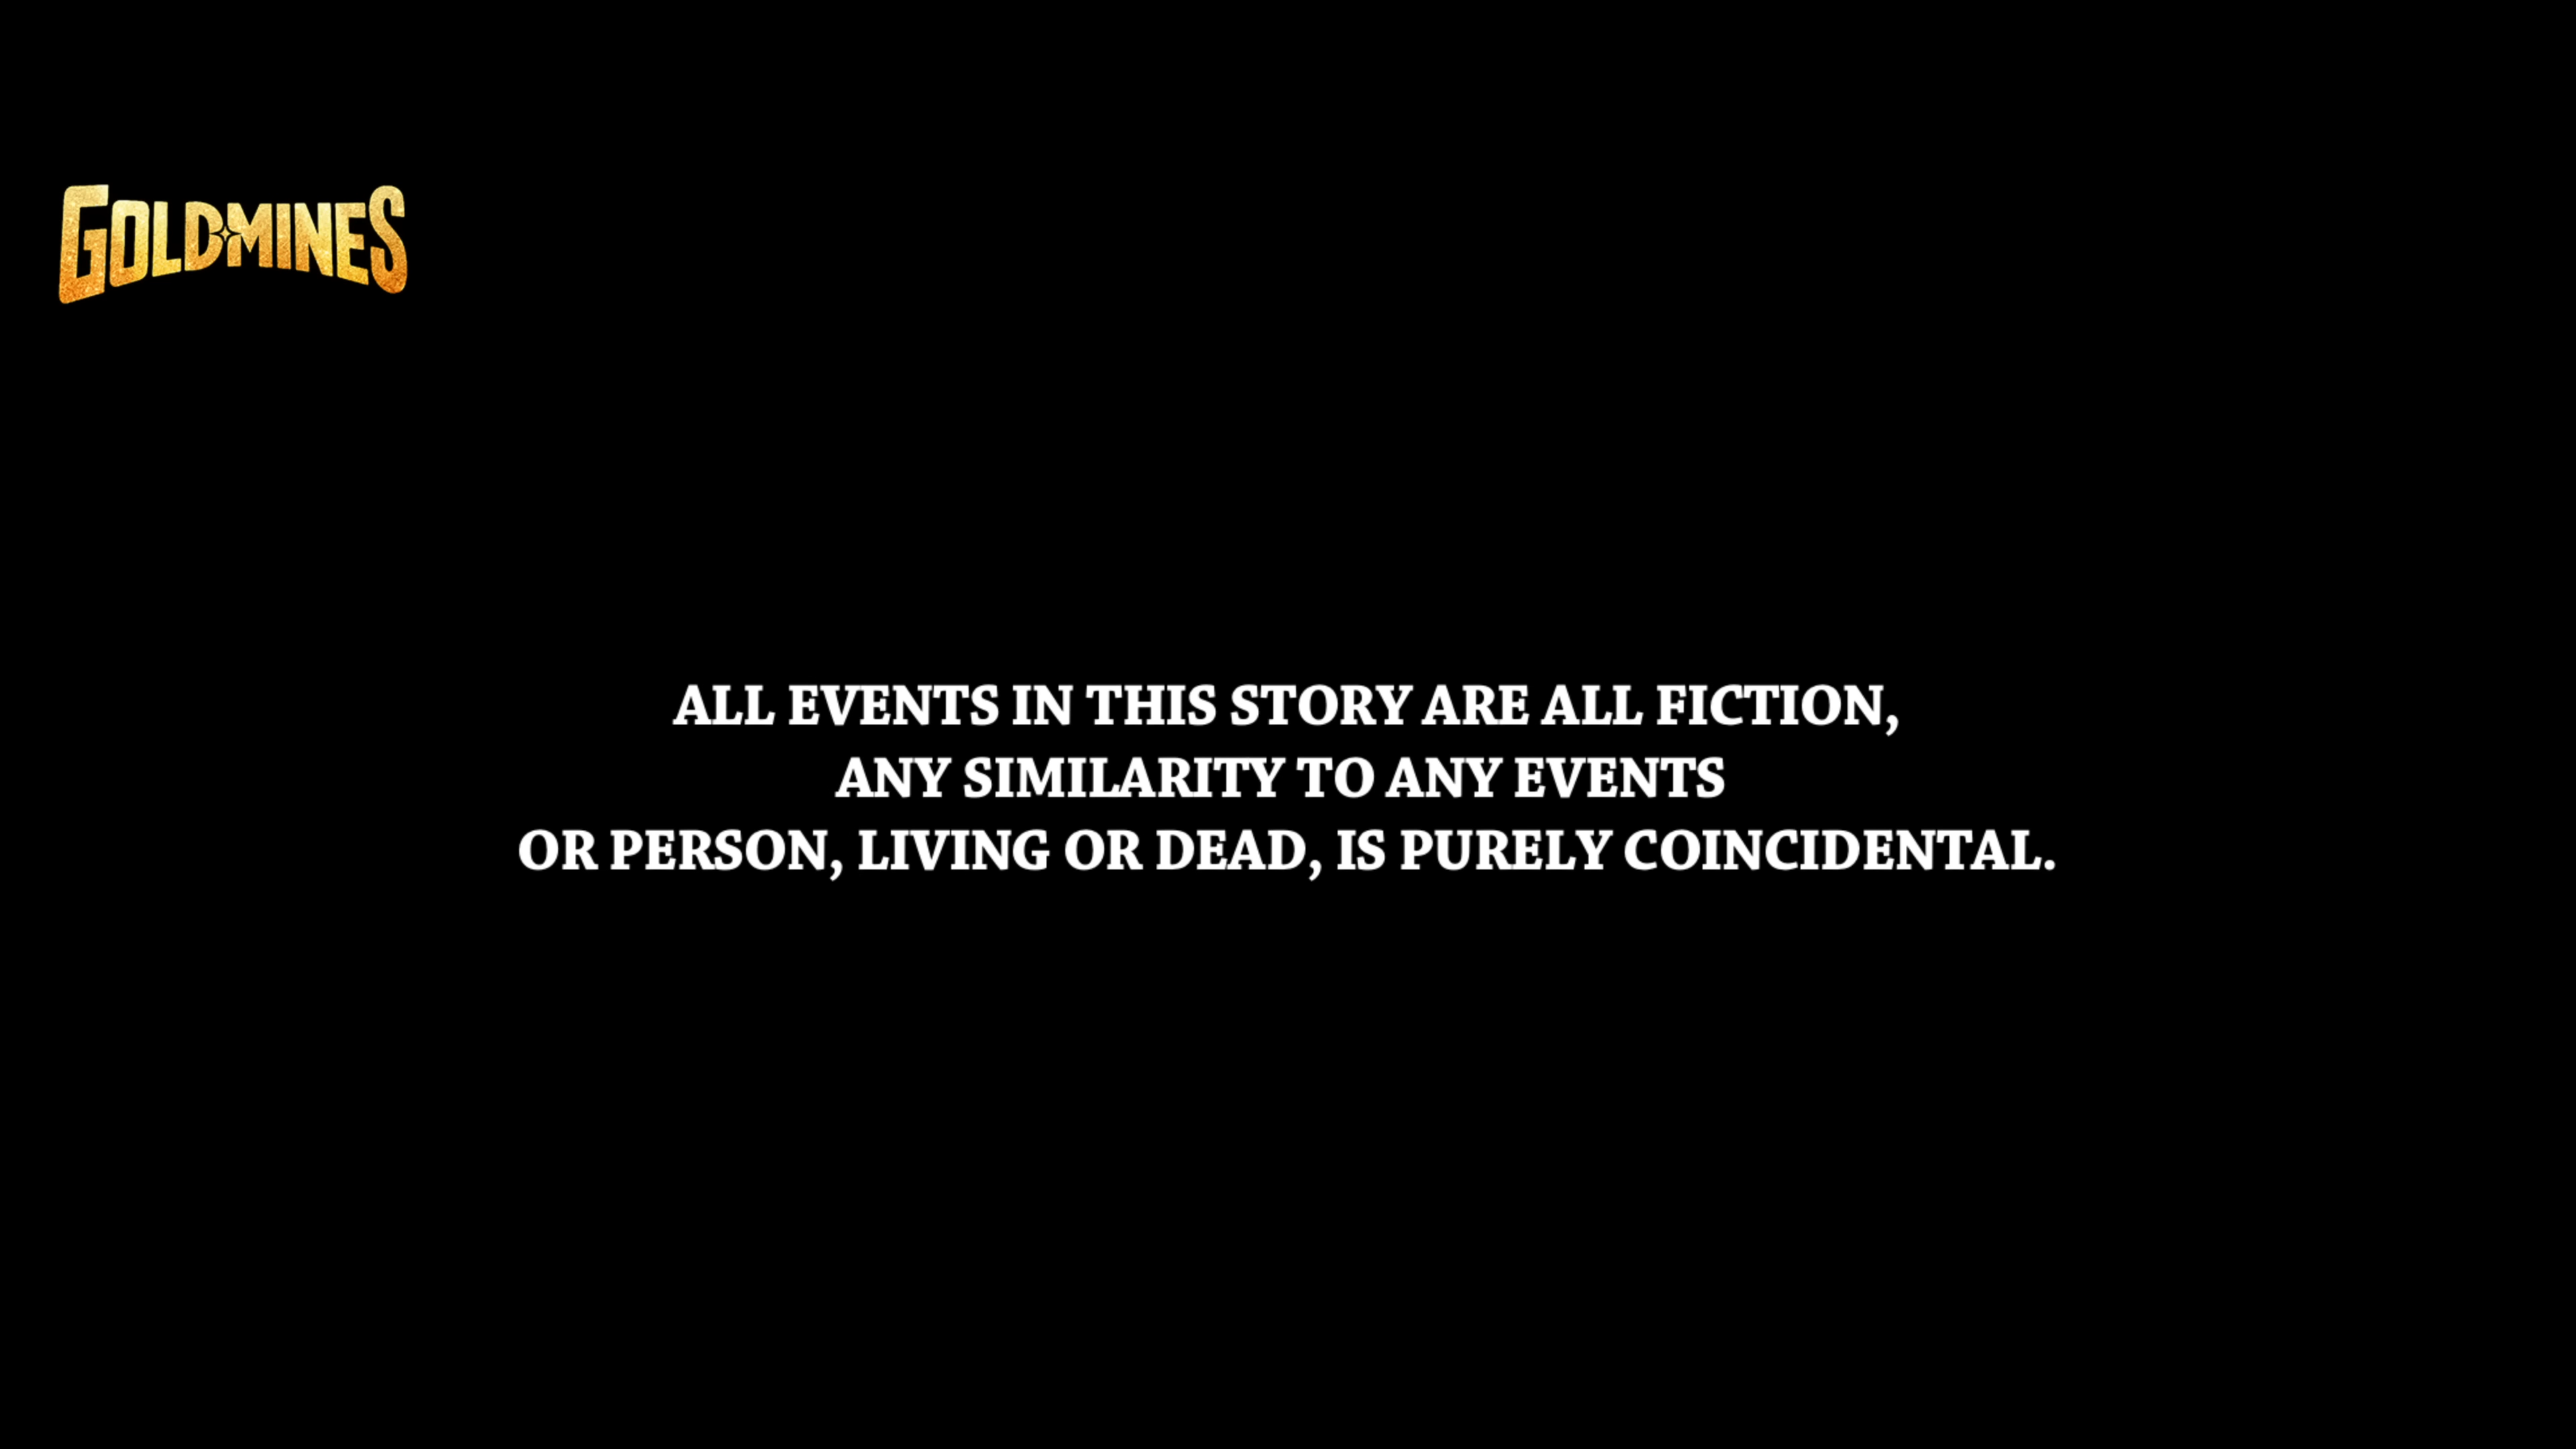 GOLDMINES
ALL EVENTS IN THIS STORY ARE ALL FICTION,
ANY SIMILARITY TO ANY EVENTS
OR PERSON, LIVING OR DEAD, IS PURELY COINCIDENTAL.